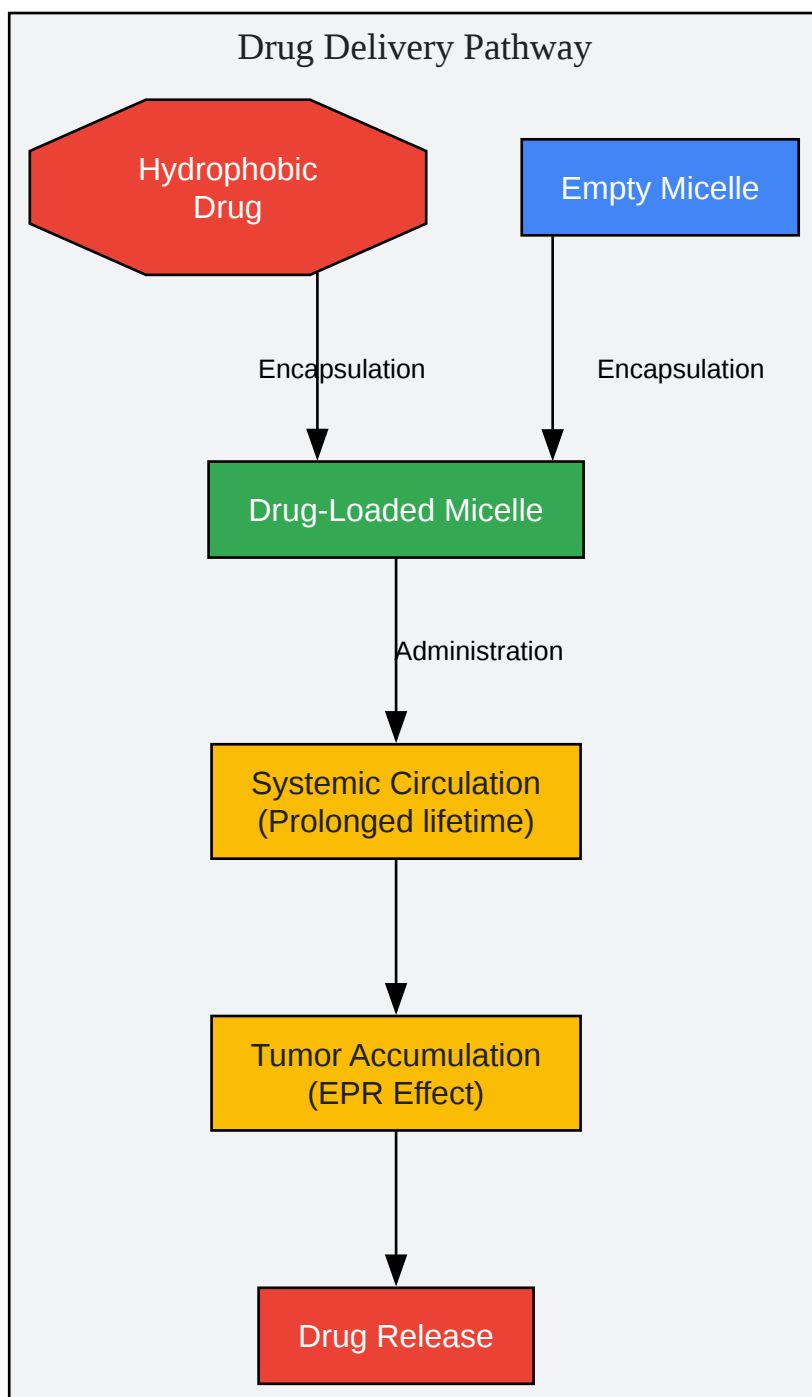 Drug Delivery Pathway
Hydrophobic
Drug
Empty Micelle
Encapsulation
Encapsulation
Drug-Loaded Micelle
Administration
Systemic Circulation
(Prolonged lifetime)
Tumor Accumulation
(EPR Effect)
Drug Release